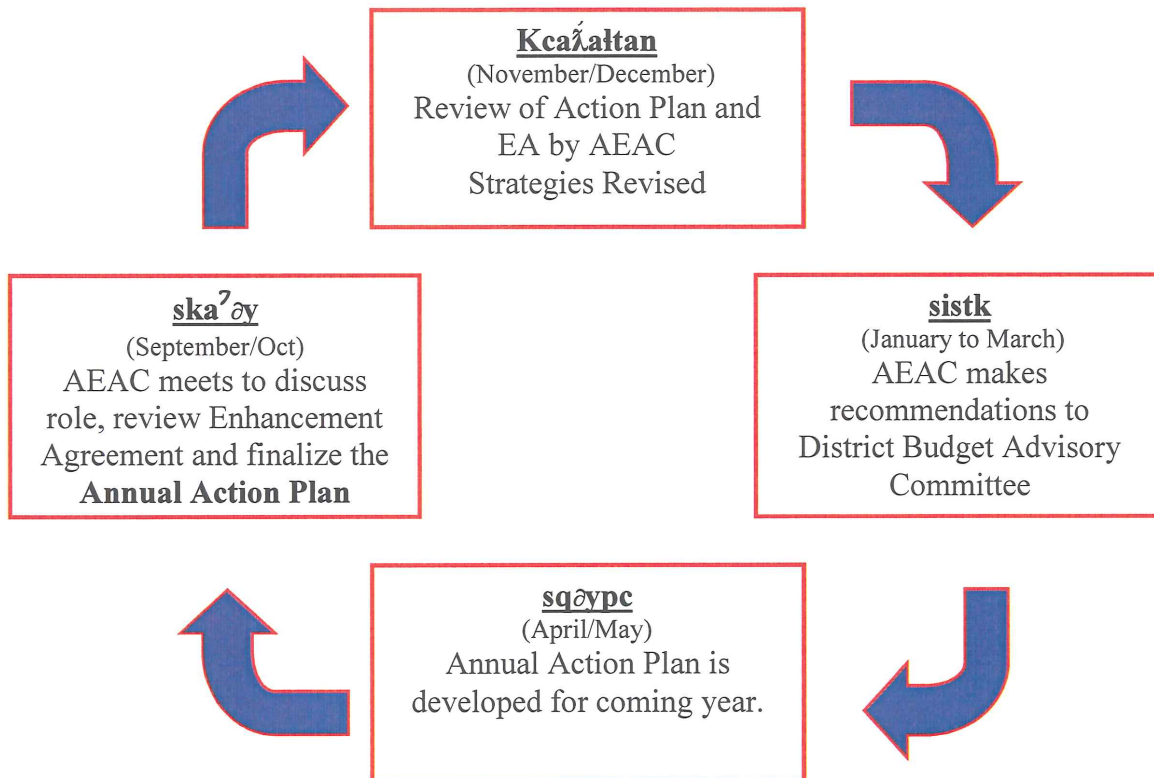 Kcaƛ̓aɬtan
(November/December)
Review of Action Plan and
EA by AEAC
Strategies Revised
skaˀəy
(September/Oct)
AEAC meets to discuss
role, review Enhancement
Agreement and finalize the
Annual Action Plan
sistk
(January to March)
AEAC makes
recommendations to
District Budget Advisory
Committee
sqəypc
(April/May)
Annual Action Plan is
developed for coming year.